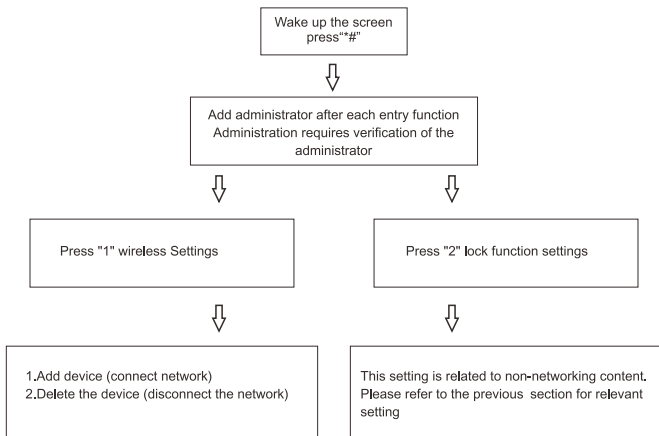 Wake up the screen
press“*#”
Add administrator after each entry function
Administration requires verification of the
administrator
Press "1" wireless Settings
Press "2" lock function settings
1.Add device (connect network)
2.Delete the device (disconnect the network)
This setting is related to non-networking content.
Please refer to the previous section for relevant
setting